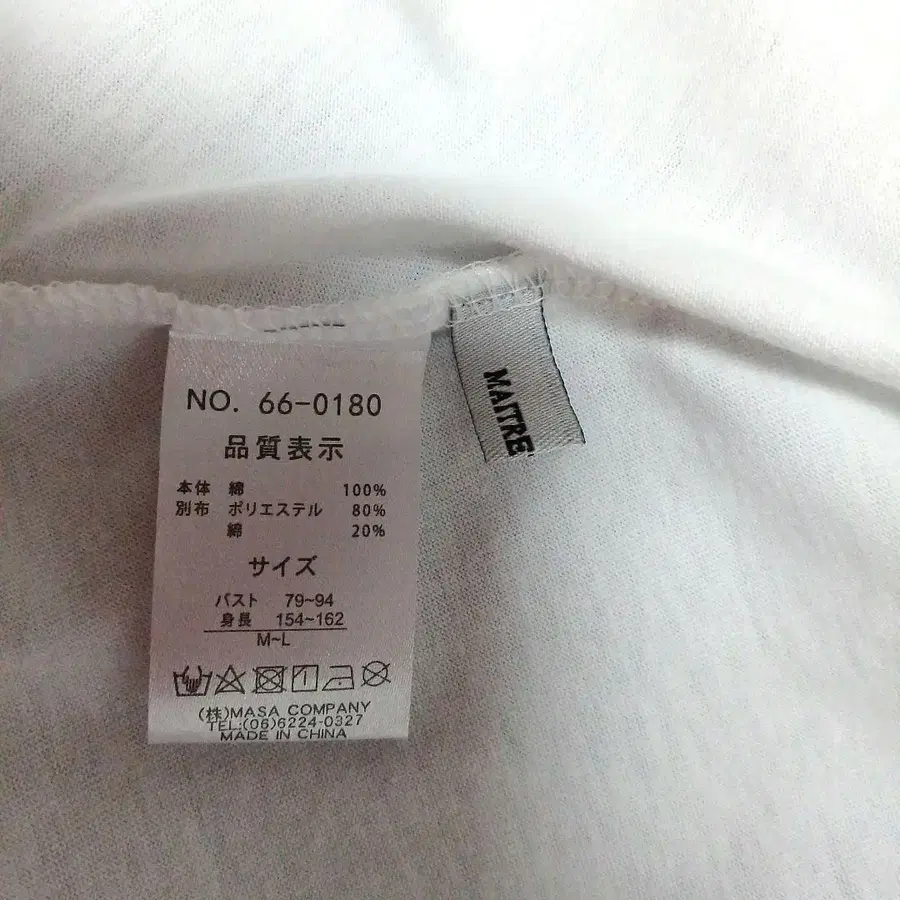 NO. 66-0180
品質表示
本体 綿 100%
別布 ポリエステル 80%
綿 20%
サイズ
バスト 79~94
身長 154~162
M~L
(株)MASA COMPANY
TEL:(06)6224-0327
MADE IN CHINA
MAITRE